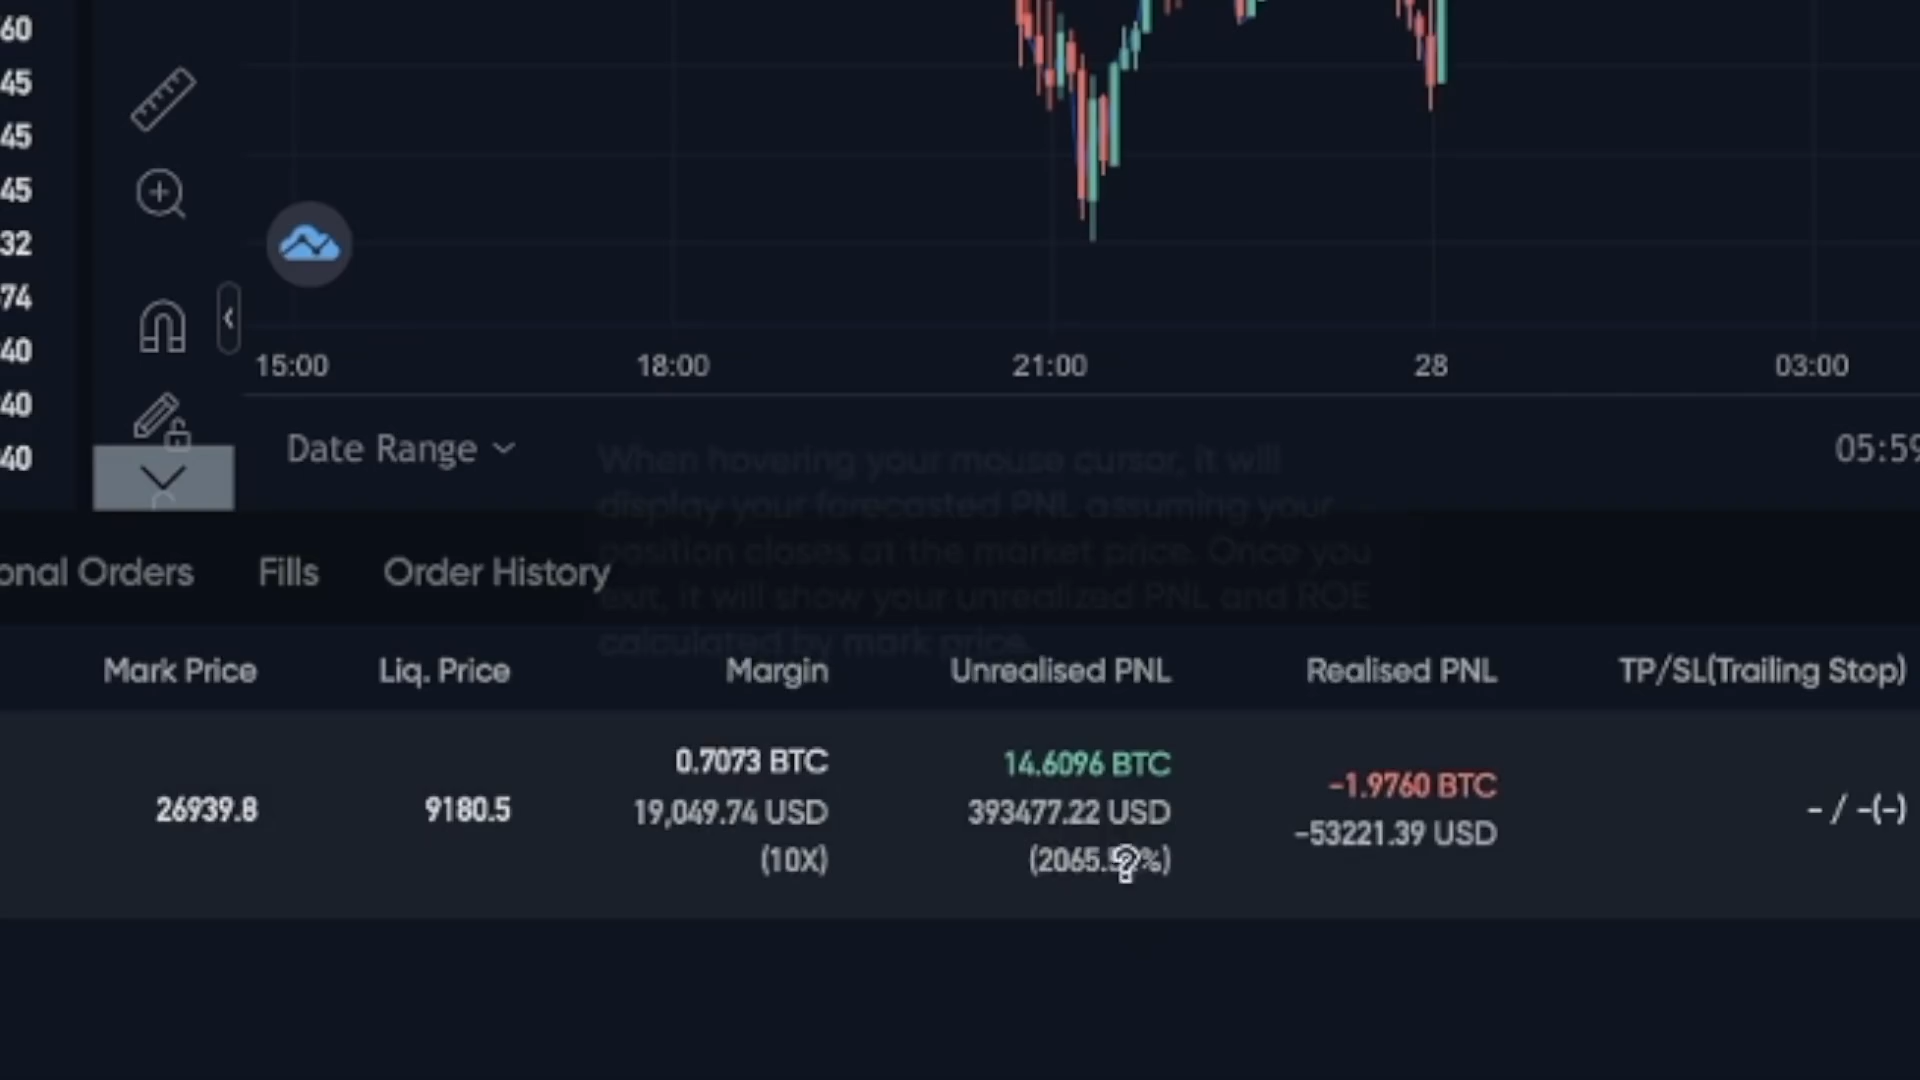 60
45
45
45
32
74
40
40
40
15:00 18:00 21:00 28 03:00
Date Range 05:59
When hovering your mouse cursor, it will
display your forecasted PNL assuming your
position closes at the market price. Once you
exit, it will show your unrealized PNL and ROE
calculated by mark price.
onal Orders Fills Order History
Mark Price Liq. Price Margin Unrealised PNL Realised PNL TP/SL(Trailing Stop)
0.7073 BTC 14.6096 BTC -1.9760 BTC
26939.8 9180.5 19,049.74 USD 393477.22 USD -53221.39 USD - / -(-)
(10X)